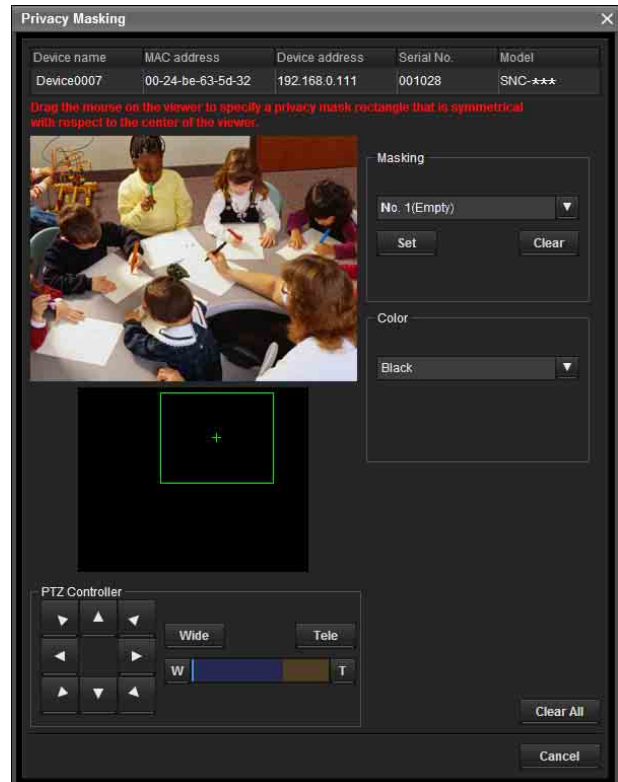 Privacy Masking
Device name MAC address Device address Serial No. Model
Device0007 00-24-be-63-5d-32 192.168.0.111 001028 SNC-***
Drag the mouse on the viewer to specify a privacy mask rectangle that is symmetrical
with respect to the center of the viewer.
Masking
No. 1(Empty)
Set Clear
Color
Black
PTZ Controller
Wide Tele
W T
Clear All
Cancel